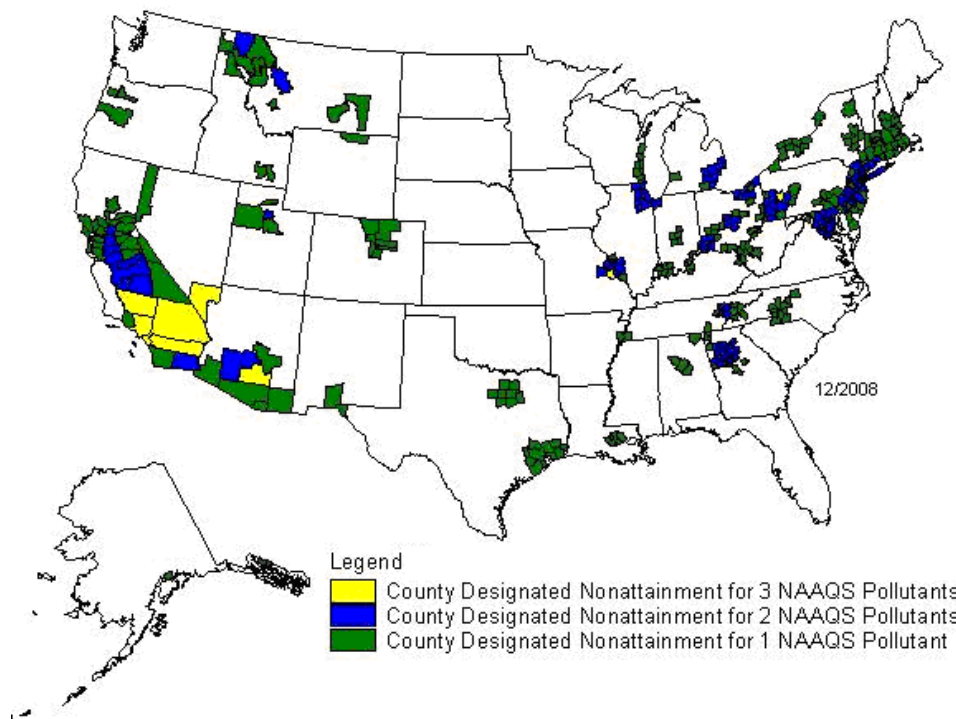 12/2008
Legend
County Designated Nonattainment for 3 NAAQS Pollutants
County Designated Nonattainment for 2 NAAQS Pollutants
County Designated Nonattainment for 1 NAAQS Pollutant